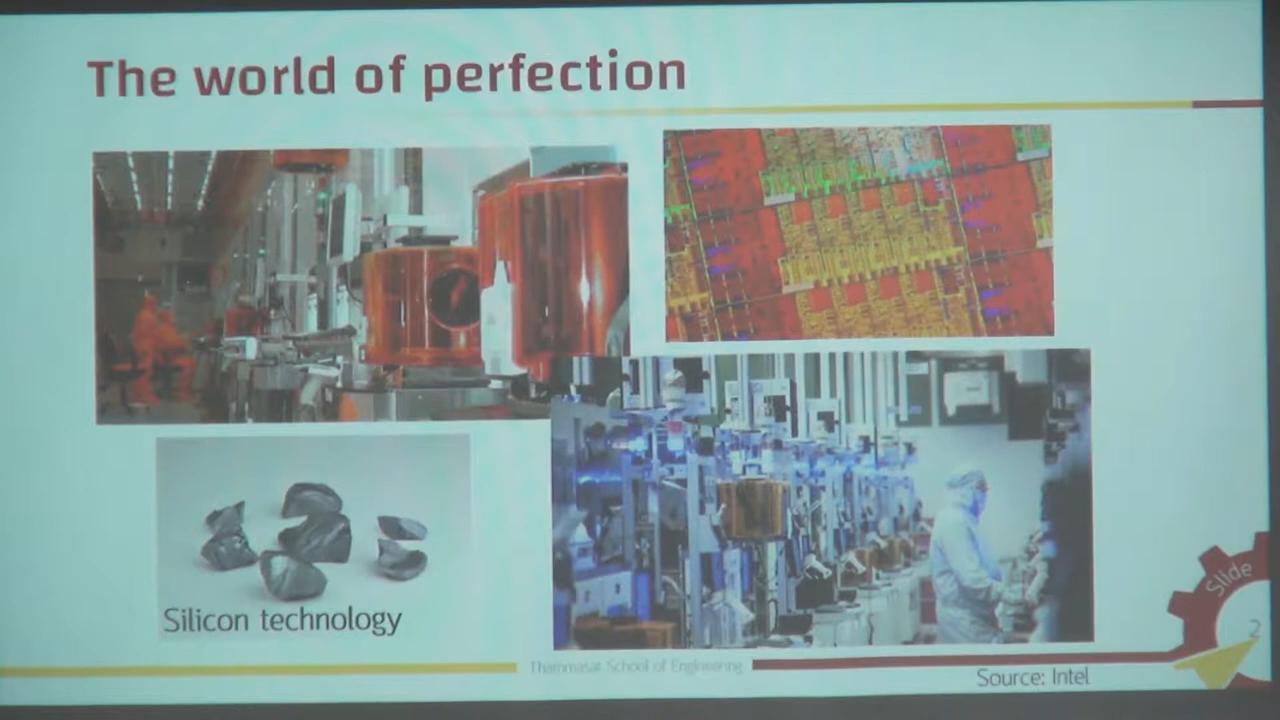 The world of perfection
Silicon technology
Thammasat School of Engineering
Source: Intel
Slide
2